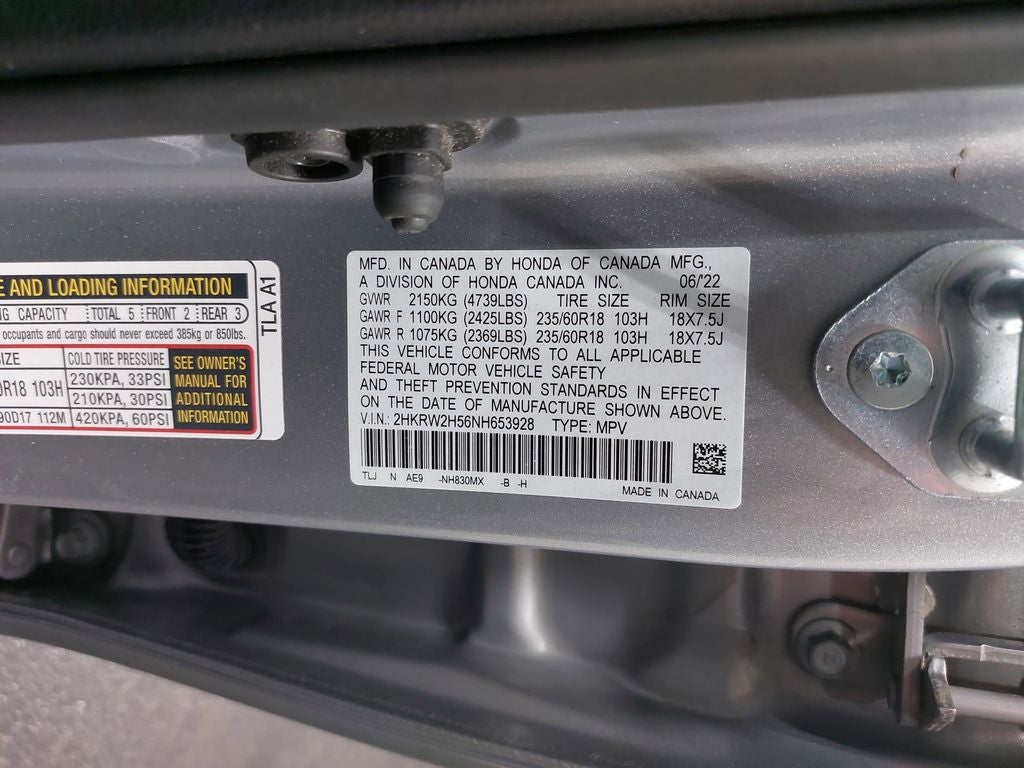 E AND LOADING INFORMATION
NG CAPACITY TOTAL 5 FRONT 2 REAR 3
occupants and cargo should never exceed 385kg or 850lbs.
SIZE COLD TIRE PRESSURE
0R18 103H 230KPA, 33PSI
210KPA, 30PSI
90D17 112M 420KPA, 60PSI
SEE OWNER'S
MANUAL FOR
ADDITIONAL
INFORMATION
TLA A1
MFD. IN CANADA BY HONDA OF CANADA MFG.,
A DIVISION OF HONDA CANADA INC. 06/'22
GVWR 2150KG (4739LBS) TIRE SIZE RIM SIZE
GAWR F 1100KG (2425LBS) 235/60R18 103H 18X7.5J
GAWR R 1075KG (2369LBS) 235/60R18 103H 18X7.5J
THIS VEHICLE CONFORMS TO ALL APPLICABLE
FEDERAL MOTOR VEHICLE SAFETY
AND THEFT PREVENTION STANDARDS IN EFFECT
ON THE DATE OF MANUFACTURE SHOWN ABOVE.
V.I.N.: 2HKRW2H56NH653928 TYPE: MPV
TLJ N AE9 -NH830MX -B -H
MADE IN CANADA